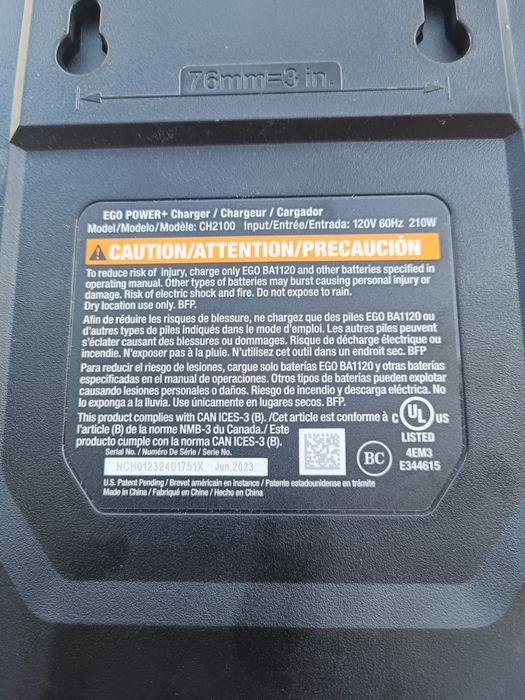 76mm=3 in.
EGO POWER+ Charger / Chargeur / Cargador
Model/Modelo/Modèle: CH2100 Input/Entrée/Entrada: 120V 60Hz 210W
CAUTION/ATTENTION/PRECAUCIÓN
To reduce risk of injury, charge only EGO BA1120 and other batteries specified in
operating manual. Other types of batteries may burst causing personal injury or
damage. Risk of electric shock and fire. Do not expose to rain.
Dry location use only. BFP.
Afin de réduire les risques de blessure, ne chargez que des piles EGO BA1120 ou
d'autres types de piles indiqués dans le mode d'emploi. Les autres piles peuvent
s'éclater causant des blessures ou dommages. Risque de décharge électrique ou
incendie. N'exposer pas à la pluie. N'utilisez cet outil dans un endroit sec. BFP
Para reducir el riesgo de lesiones, cargue solo baterías EGO BA1120 y otras baterías
especificadas en el manual de operaciones. Otros tipos de baterías pueden explotar
causando lesiones personales o daños. Riesgo de incendio y descarga eléctrica. No
lo exponga a la lluvia. Use únicamente en lugares secos. BFP.
This product complies with CAN ICES-3 (B). /Cet article est conforme à
l'article (B) de la norme NMB-3 du Canada./ Este
producto cumple con la norma CAN ICES-3 (B).
Serial No. / Numéro De Série / Serie No.
NCH01232401751X Jun,2023
U.S. Patent Pending / Brevet américain en instance / Patente estadounidense en trámite
Made in China / Fabriqué en Chine / Hecho en China
BC
C UL US
LISTED
4EM3
E344615